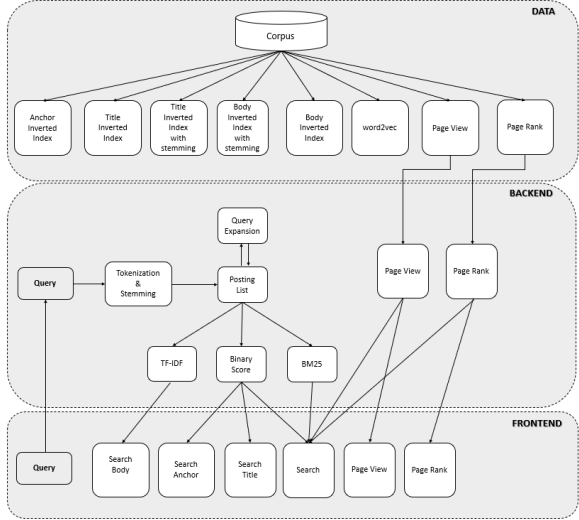 DATA
Corpus
Anchor
Inverted
Index
Title
Inverted
Index
Title
Inverted
Index
with
stemming
Body
Inverted
Index
with
stemming
Body
Inverted
Index
word2vec
Page View
Page Rank
BACKEND
Query
Expansion
Query
Tokenization
&
Stemming
Posting
List
Page View
Page Rank
TF-IDF
Binary
Score
BM25
FRONTEND
Query
Search
Body
Search
Anchor
Search
Title
Search
Page View
Page Rank